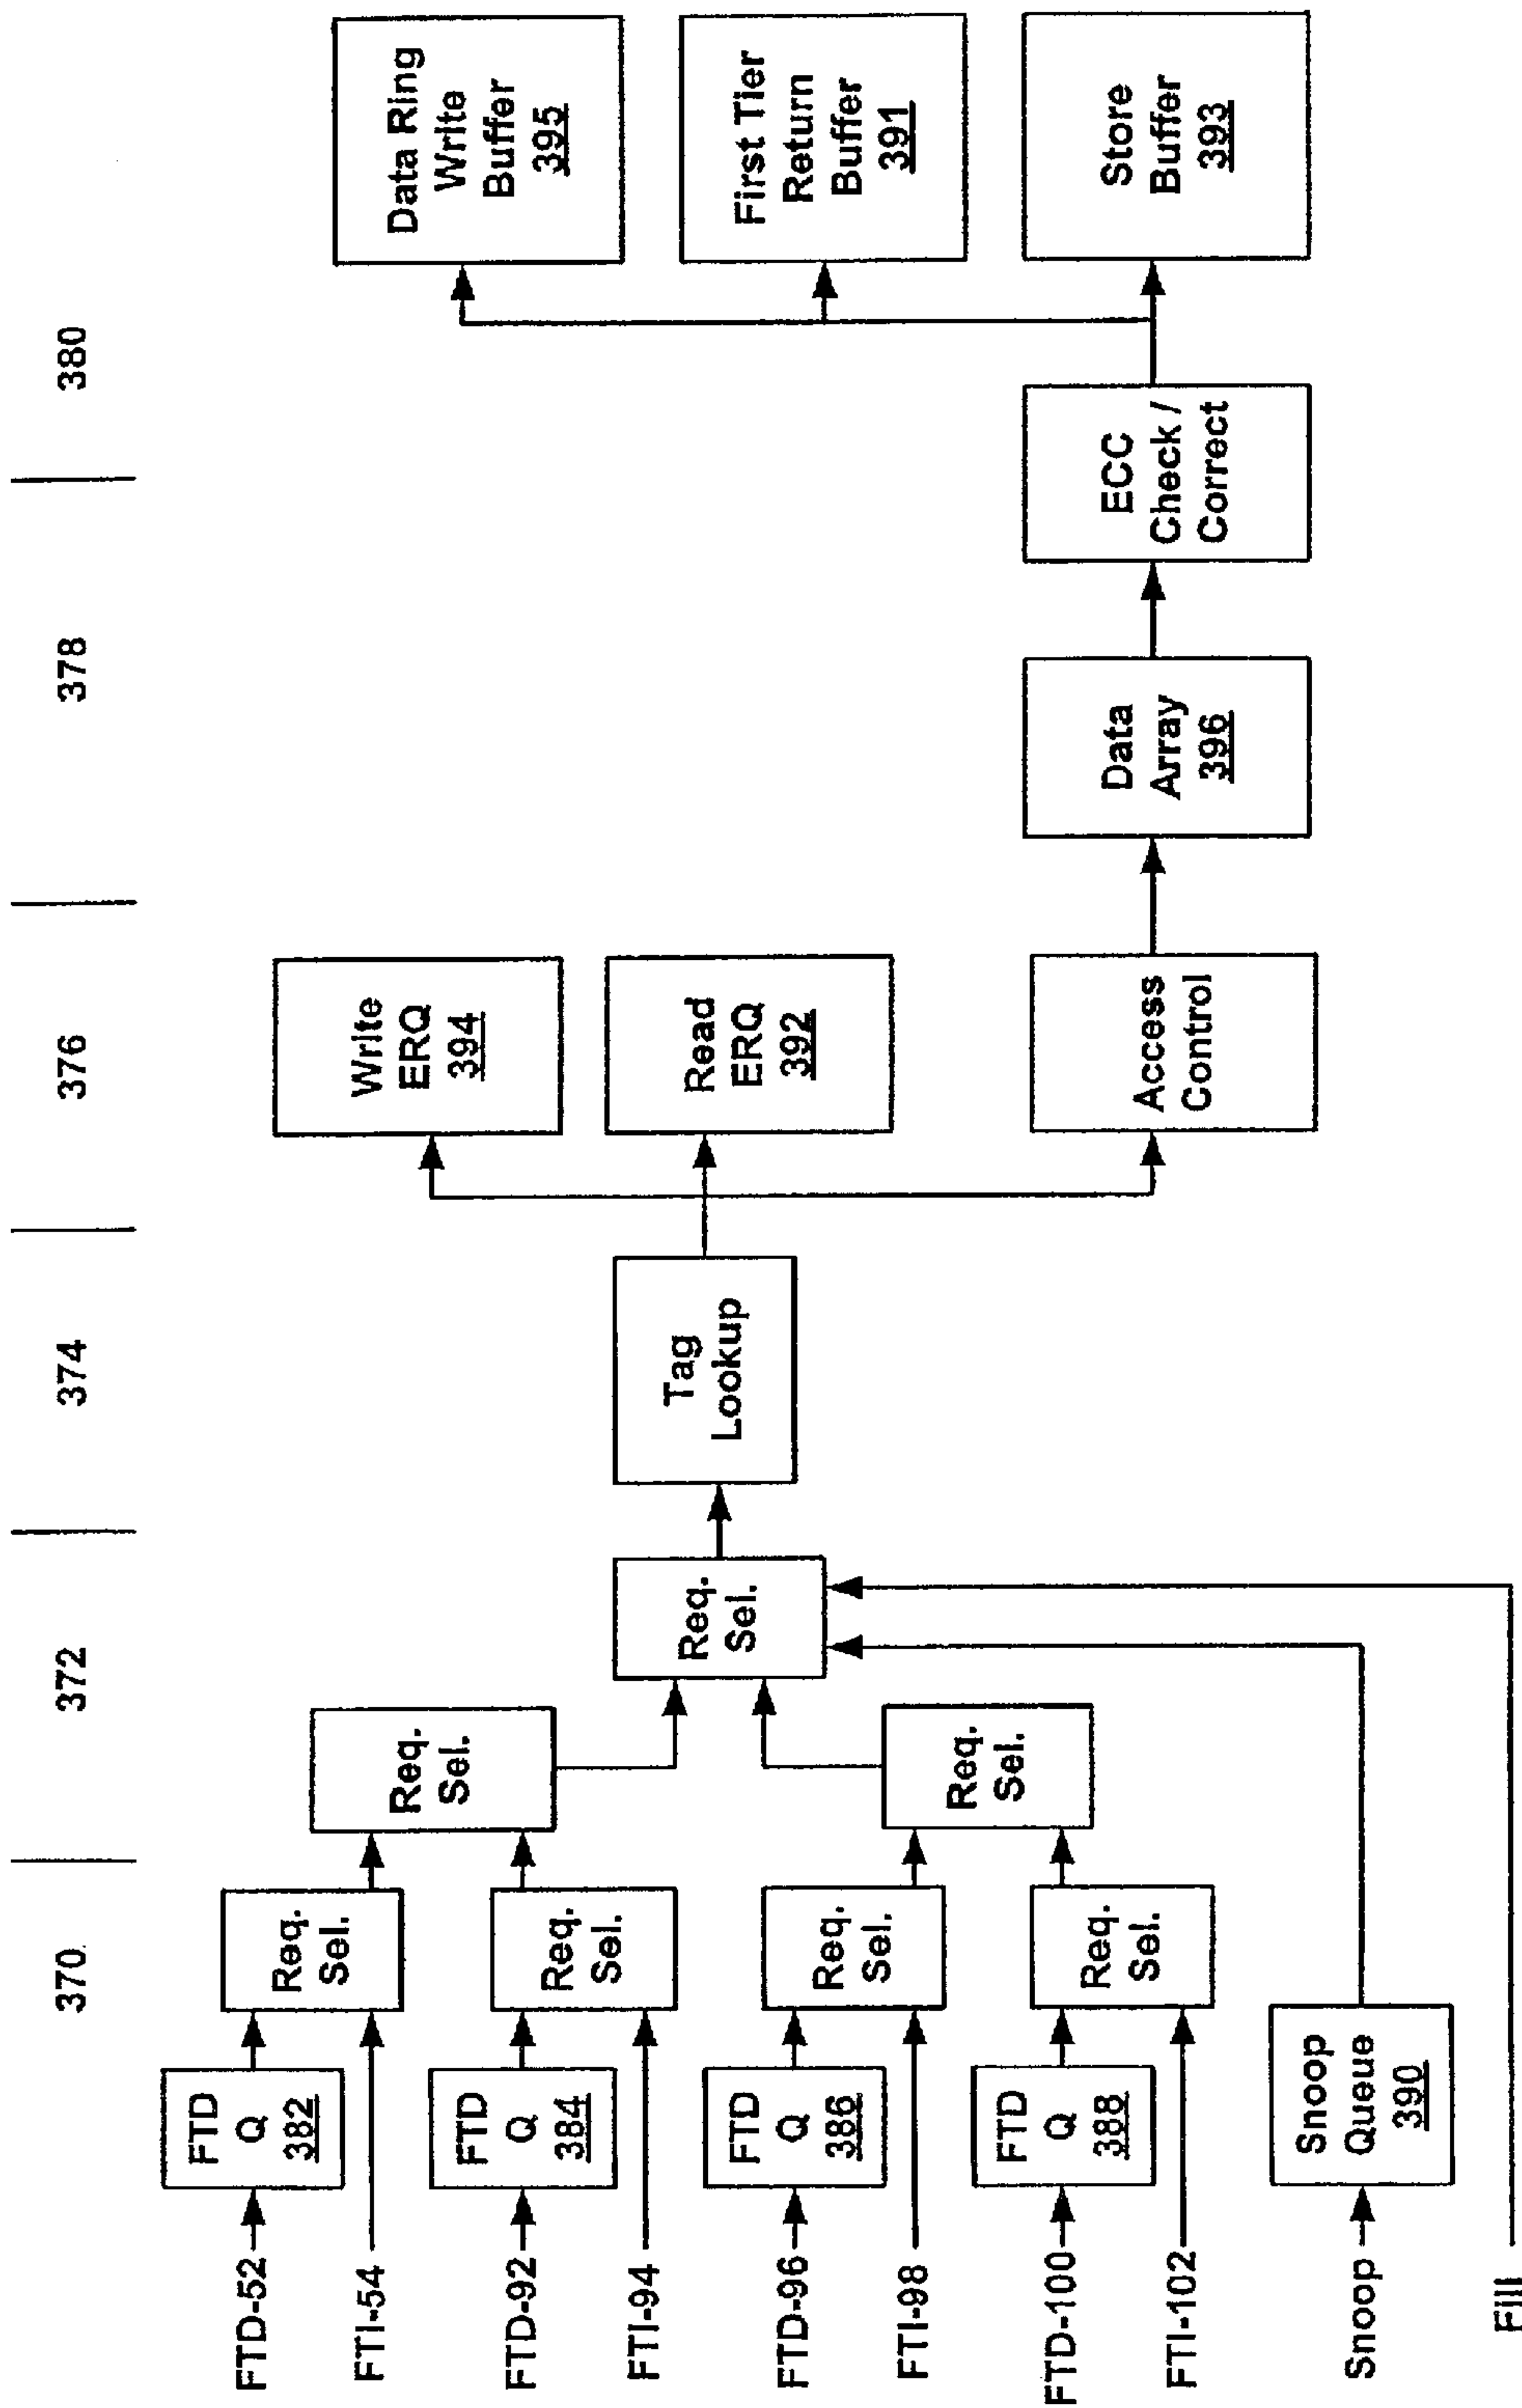 370
372
374
376
378
380
FTD-52
FTD
Q
382
FTI-54
Req.
Sel.
FTD-92
FTD
Q
384
FTI-94
Req.
Sel.
FTD-96
FTD
Q
386
FTI-98
Req.
Sel.
FTD-100
FTD
Q
388
FTI-102
Req.
Sel.
Snoop
Snoop
Queue
390
Fill
Req.
Sel.
Req.
Sel.
Req.
Sel.
Tag
Lookup
Write
ERQ
394
Read
ERQ
392
Access
Control
Data
Array
396
ECC
Check /
Correct
Data Ring
Write
Buffer
395
First Tier
Return
Buffer
391
Store
Buffer
393